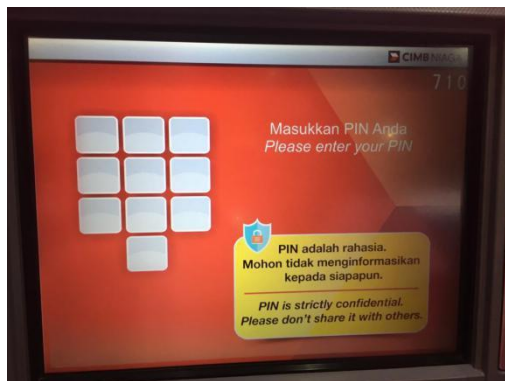 CIMB NIAGA
710
Masukkan PIN Anda
Please enter your PIN
PIN adalah rahasia.
Mohon tidak menginformasikan
kepada siapapun.
PIN is strictly confidential.
Please don't share it with others.